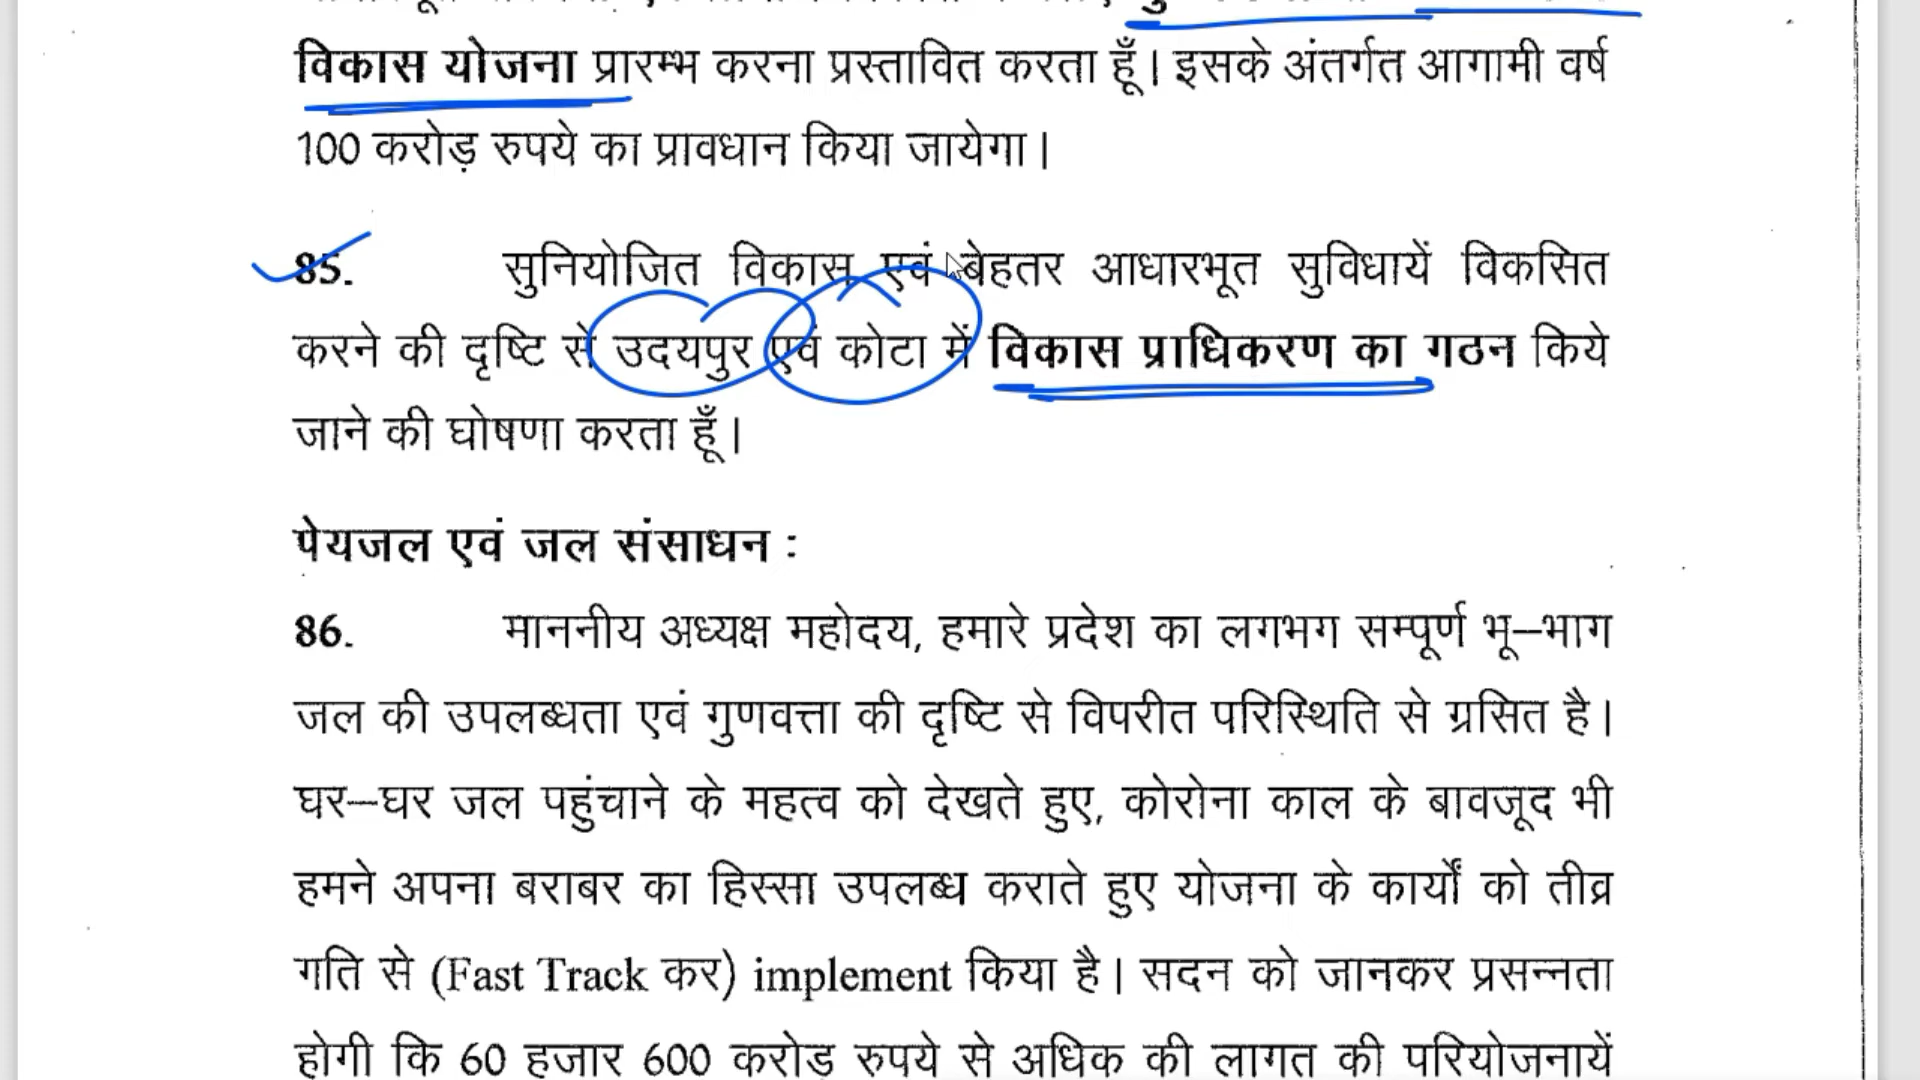 विकास योजना प्रारम्भ करना प्रस्तावित करता हूँ। इसके अंतर्गत आगामी वर्ष
100 करोड़ रुपये का प्रावधान किया जायेगा।
85. सुनियोजित विकास एवं बेहतर आधारभूत सुविधायें विकसित
करने की दृष्टि से उदयपुर एवं कोटा में विकास प्राधिकरण का गठन किये
जाने की घोषणा करता हूँ।
पेयजल एवं जल संसाधन :
86. माननीय अध्यक्ष महोदय, हमारे प्रदेश का लगभग सम्पूर्ण भू–भाग
जल की उपलब्धता एवं गुणवत्ता की दृष्टि से विपरीत परिस्थिति से ग्रसित है।
घर–घर जल पहुंचाने के महत्व को देखते हुए, कोरोना काल के बावजूद भी
हमने अपना बराबर का हिस्सा उपलब्ध कराते हुए योजना के कार्यों को तीव्र
गति से (Fast Track कर) implement किया है। सदन को जानकर प्रसन्नता
होगी कि 60 हजार 600 करोड़ रुपये से अधिक की लागत की परियोजनायें